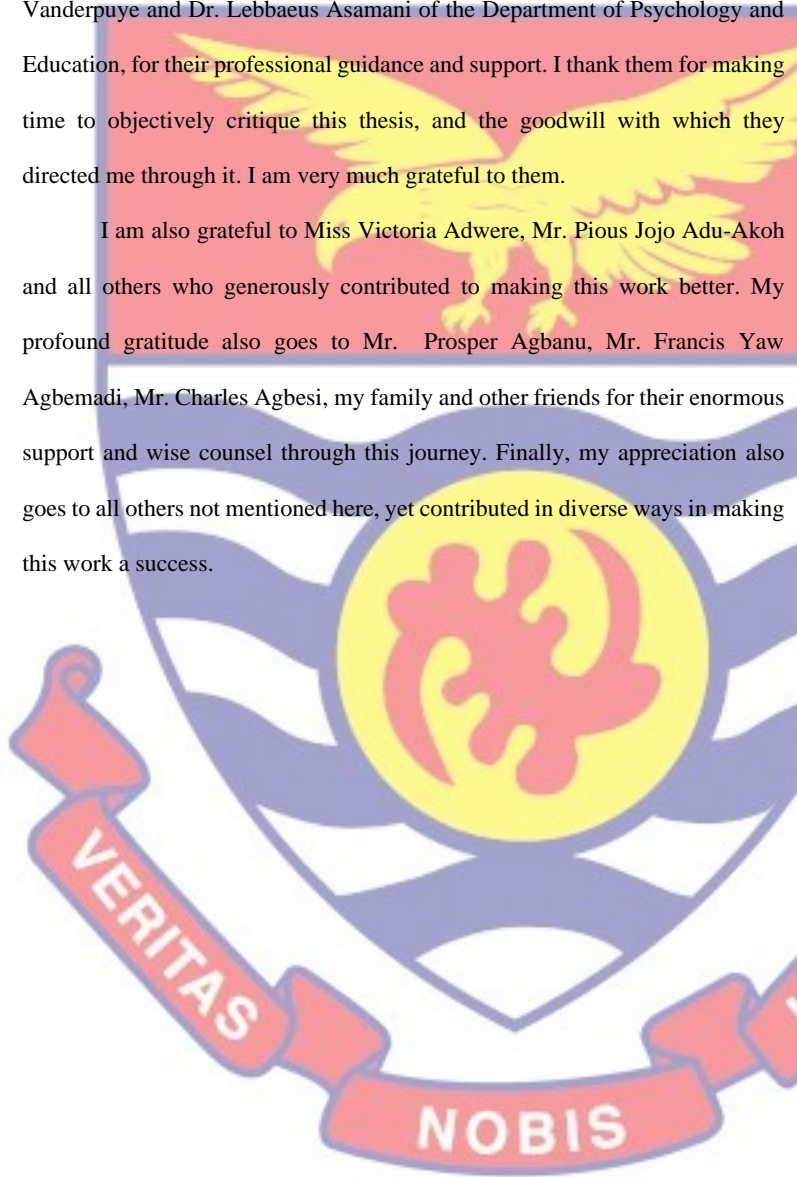 Vanderpuye and Dr. Lebbaeus Asamani of the Department of Psychology and
Education, for their professional guidance and support. I thank them for making
time to objectively critique this thesis, and the goodwill with which they
directed me through it. I am very much grateful to them.
I am also grateful to Miss Victoria Adwere, Mr. Pious Jojo Adu-Akoh
and all others who generously contributed to making this work better. My
profound gratitude also goes to Mr. Prosper Agbanu, Mr. Francis Yaw
Agbemadi, Mr. Charles Agbesi, my family and other friends for their enormous
support and wise counsel through this journey. Finally, my appreciation also
goes to all others not mentioned here, yet contributed in diverse ways in making
this work a success.
VERITAS
NOBIS